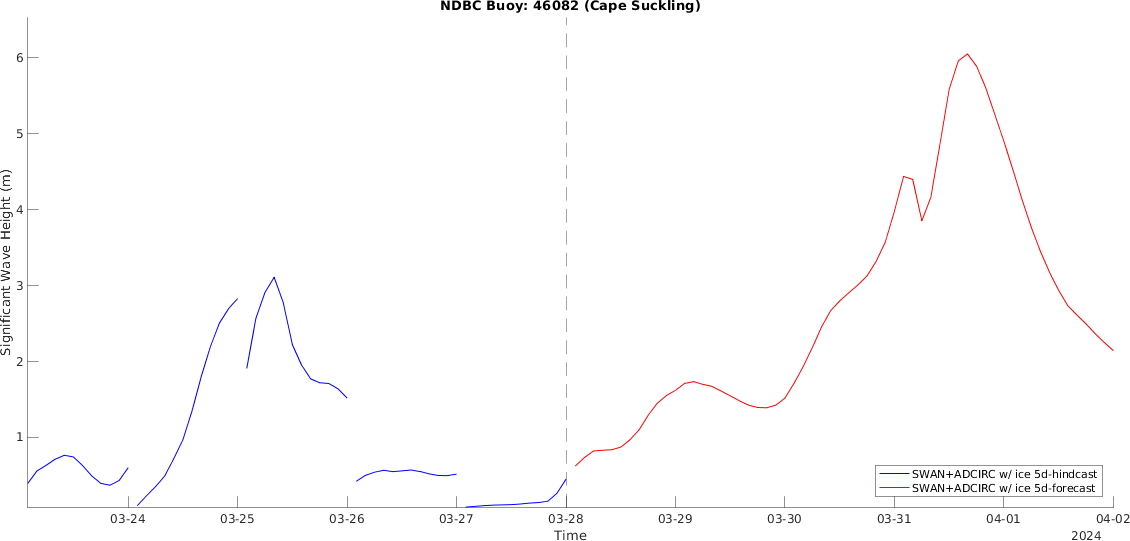 NDBC Buoy: 46082 (Cape Suckling)
6
5
4
3
2
1
Significant Wave Height (m)
SWAN+ADCIRC w/ ice 5d-hindcast
SWAN+ADCIRC w/ ice 5d-forecast
03-24 03-25 03-26 03-27 03-28 03-29 03-30 03-31 04-01 04-02
Time
2024